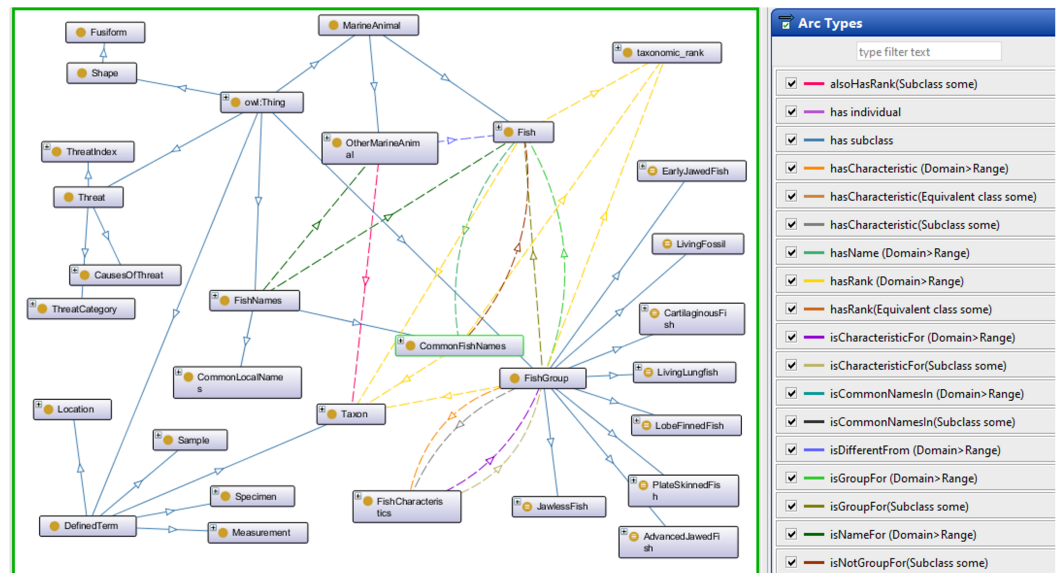 MarineAnimal
Fusiform
taxonomic_rank
Shape
owl:Thing
Fish
OtherMarineAnim
al
ThreatIndex
EarlyJawedFish
Threat
LivingFossil
CausesOfThreat
FishNames
ThreatCategory
CartilaginousFi
sh
CommonFishNames
LivingLungfish
FishGroup
CommonLocalName
s
Location
Taxon
LobeFinnedFish
Sample
PlateSkinnedFis
h
Specimen
FishCharacteris
tics
JawlessFish
DefinedTerm
Measurement
AdvancedJawedFi
sh
Arc Types
type filter text
alsoHasRank(Subclass some)
has individual
has subclass
hasCharacteristic (Domain>Range)
hasCharacteristic(Equivalent class some)
hasCharacteristic(Subclass some)
hasName (Domain>Range)
hasRank (Domain>Range)
hasRank(Equivalent class some)
isCharacteristicFor (Domain>Range)
isCharacteristicFor(Subclass some)
isCommonNamesIn (Domain>Range)
isCommonNamesIn(Subclass some)
isDifferentFrom (Domain>Range)
isGroupFor (Domain>Range)
isGroupFor(Subclass some)
isNameFor (Domain>Range)
isNotGroupFor(Subclass some)